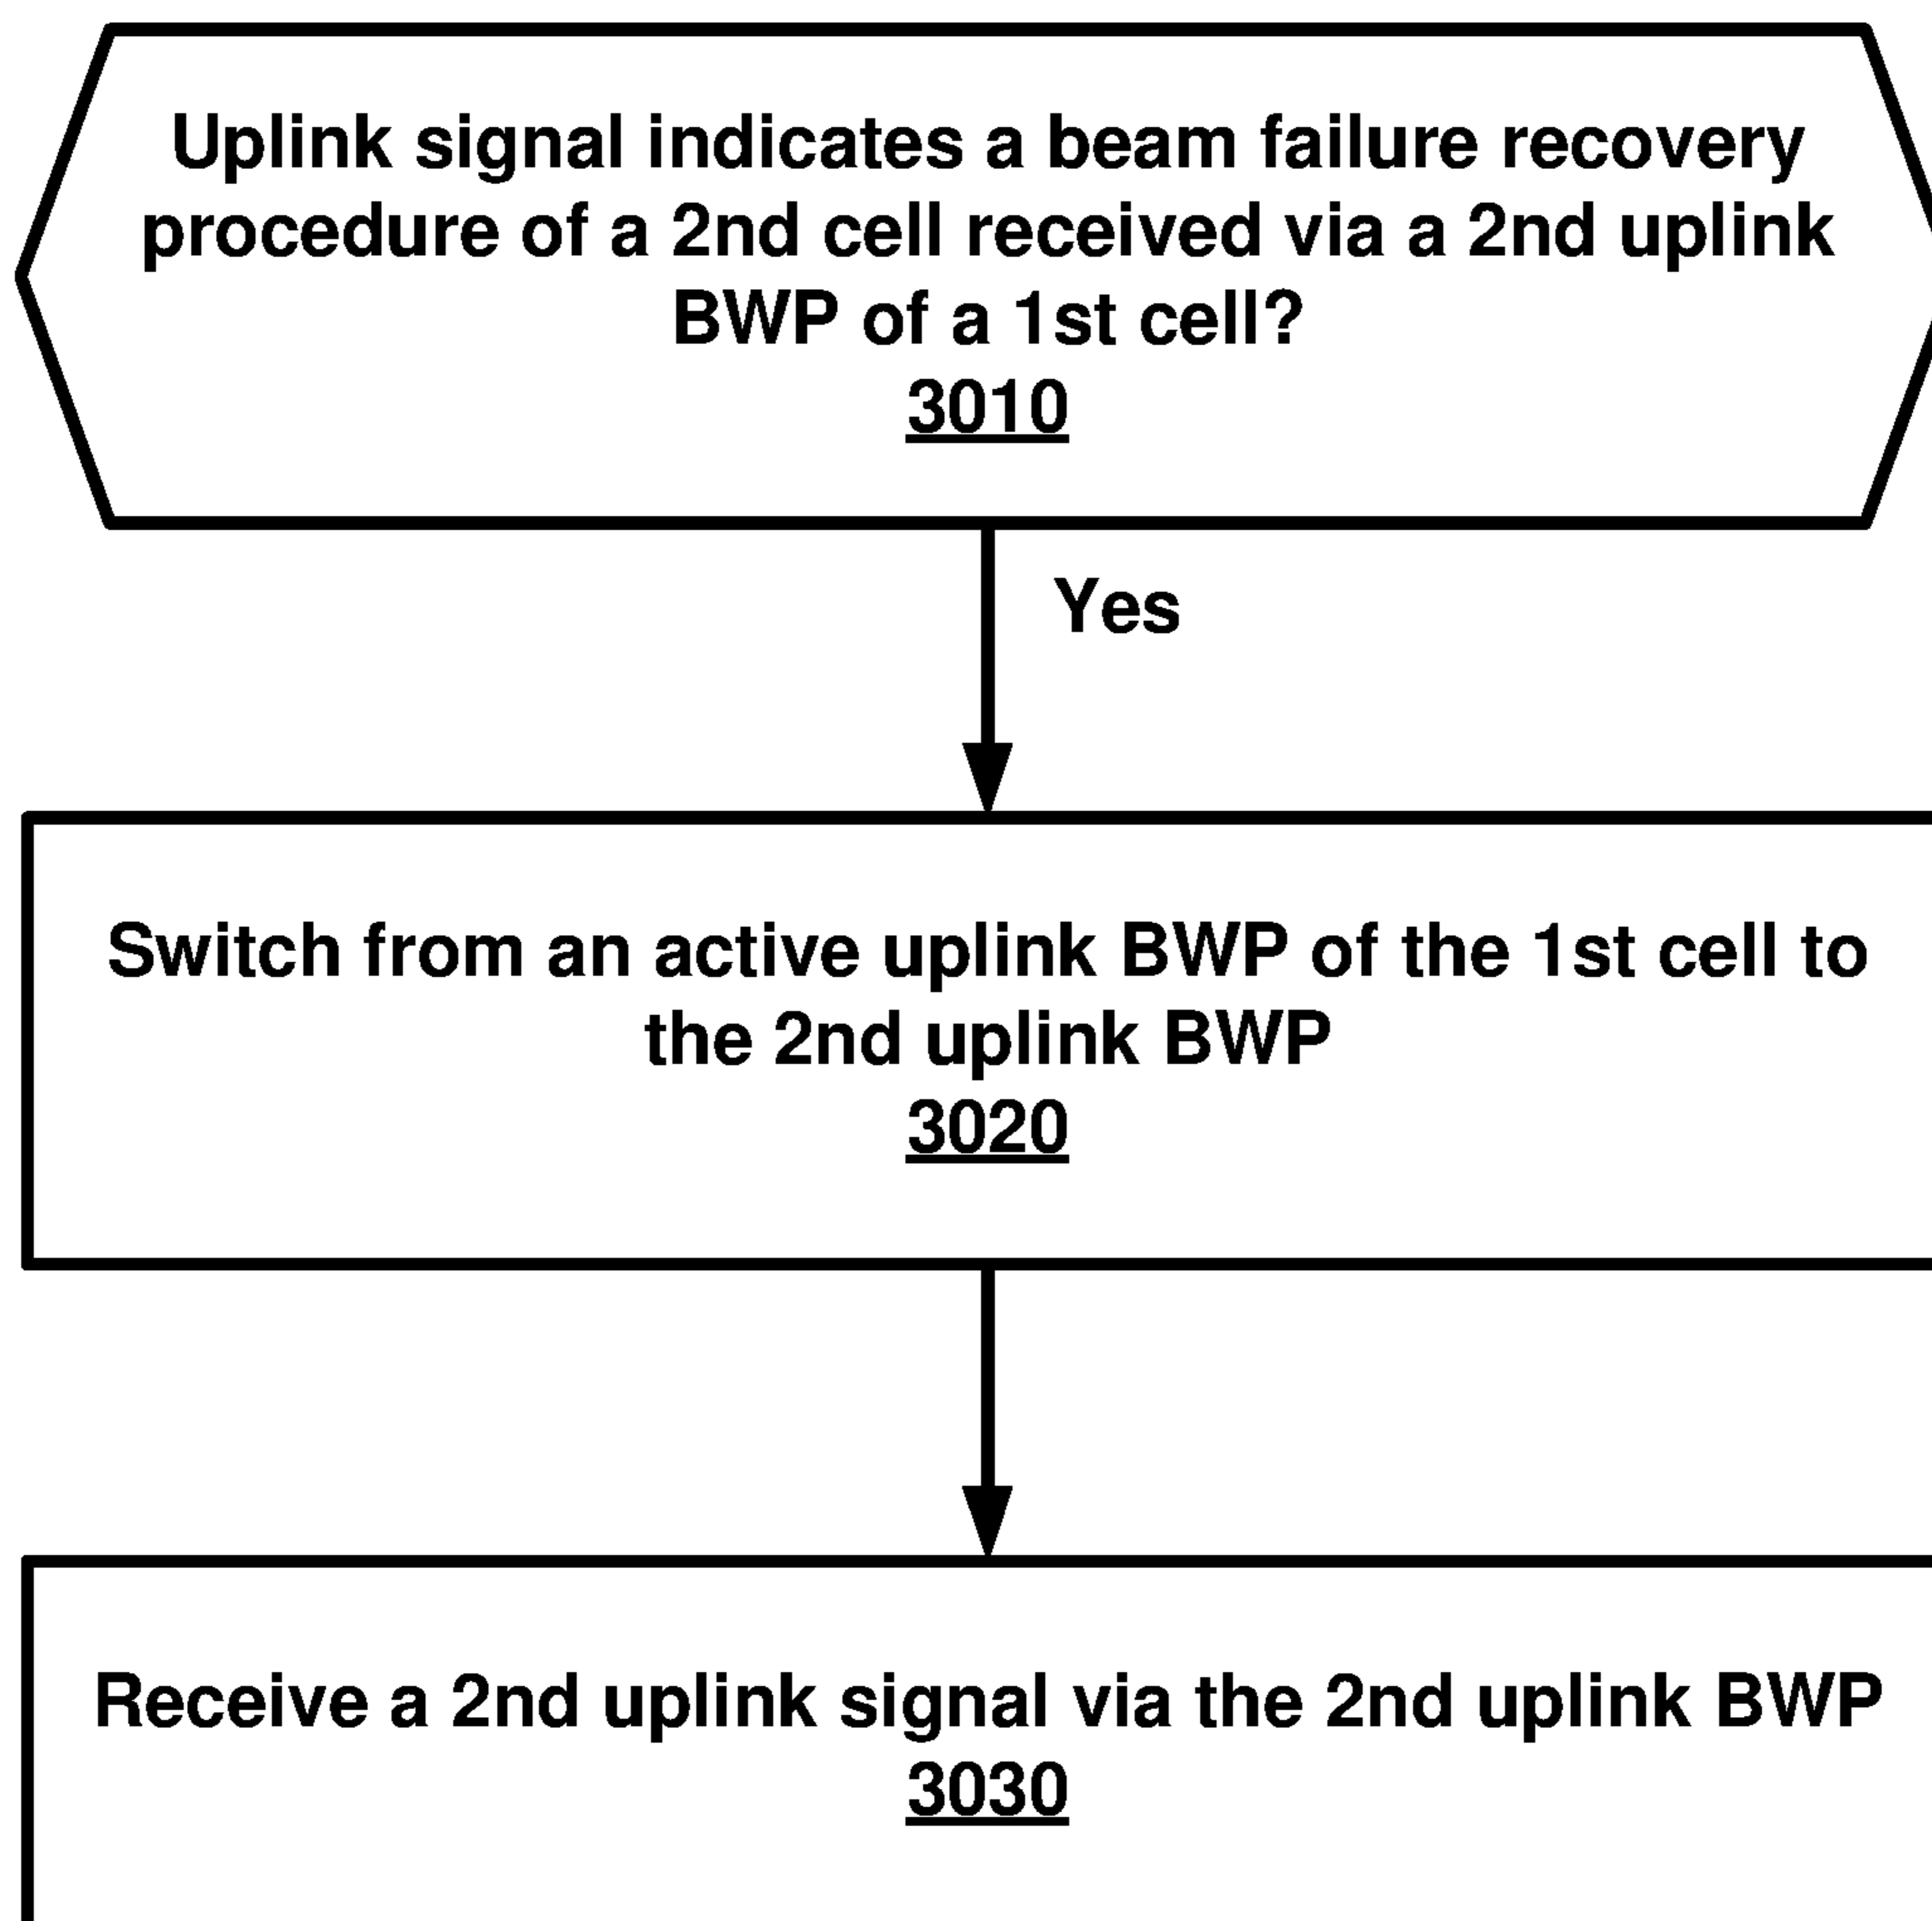 Uplink signal indicates a beam failure recovery
procedure of a 2nd cell received via a 2nd uplink
BWP of a 1st cell?
3010
Yes
Switch from an active uplink BWP of the 1st cell to
the 2nd uplink BWP
3020
Receive a 2nd uplink signal via the 2nd uplink BWP
3030